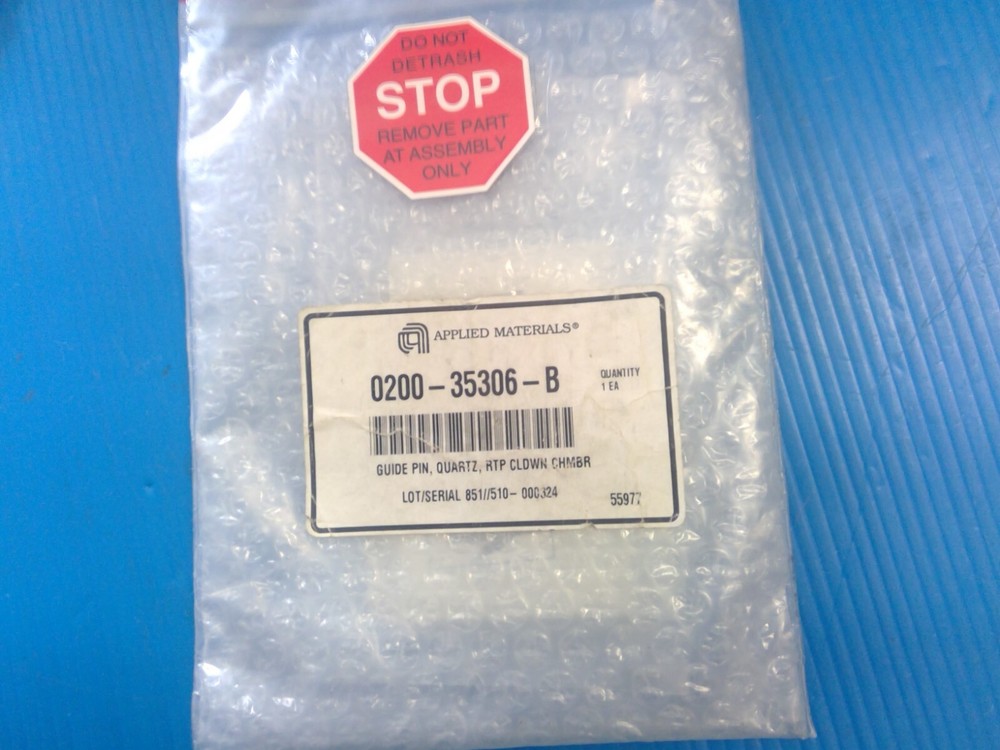 DO NOT
DETRASH
STOP
REMOVE PART
AT ASSEMBLY
ONLY
APPLIED MATERIALS®
0200-35306-B
QUANTITY
1 EA
GUIDE PIN, QUARTZ, RTP CLDWN CHMBR
LOT/SERIAL 851//510-
55977